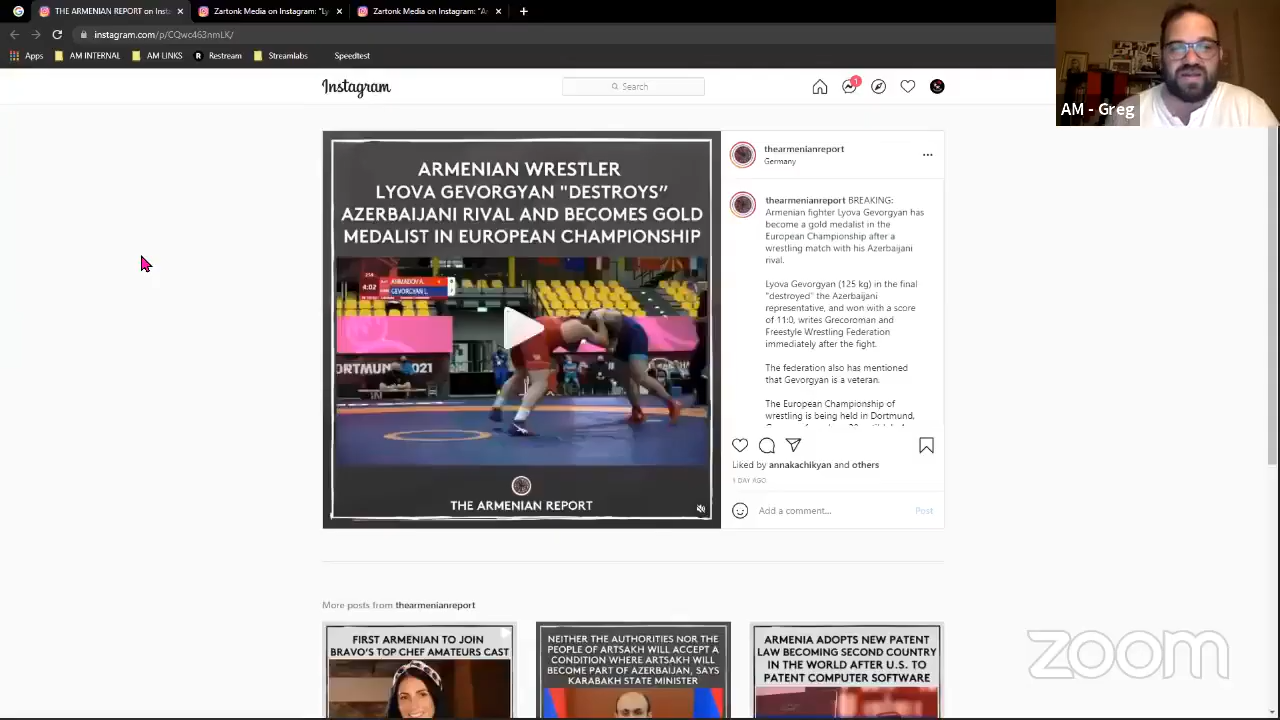 THE ARMENIAN REPORT on Insta
Zartonk Media on Instagram: "Ly
Zartonk Media on Instagram: "A
instagram.com/p/CQwc463nmLK/
Apps
AM INTERNAL
AM LINKS
Restream
Streamlabs
Speedtest
AM - Greg
Instagram
Search
1
ARMENIAN WRESTLER
LYOVA GEVORGYAN "DESTROYS”
AZERBAIJANI RIVAL AND BECOMES GOLD
MEDALIST IN EUROPEAN CHAMPIONSHIP
4:02
AHMADOV A.
GEVORGYAN L.
DORTMUND 2021
THE ARMENIAN REPORT
thearmenianreport
Germany
thearmenianreport BREAKING:
Armenian fighter Lyova Gevorgyan has
become a gold medalist in the
European Championship after a
wrestling match with his Azerbaijani
rival.
Lyova Gevorgyan (125 kg) in the final
"destroyed" the Azerbaijani
representative, and won with a score
of 11:0, writes Grecoroman and
Freestyle Wrestling Federation
immediately after the fight.
The federation also has mentioned
that Gevorgyan is a veteran.
The European Championship of
wrestling is being held in Dortmund,
Liked by annakachikyan and others
1 DAY AGO
Add a comment...
Post
More posts from thearmenianreport
FIRST ARMENIAN TO JOIN
BRAVO'S TOP CHEF AMATEURS CAST
NEITHER THE AUTHORITIES NOR THE
PEOPLE OF ARTSAKH WILL ACCEPT A
CONDITION WHERE ARTSAKH WILL
BECOME PART OF AZERBAIJAN, SAYS
KARABAKH STATE MINISTER
ARMENIA ADOPTS NEW PATENT
LAW BECOMING SECOND COUNTRY
IN THE WORLD AFTER U.S. TO
PATENT COMPUTER SOFTWARE
zoom